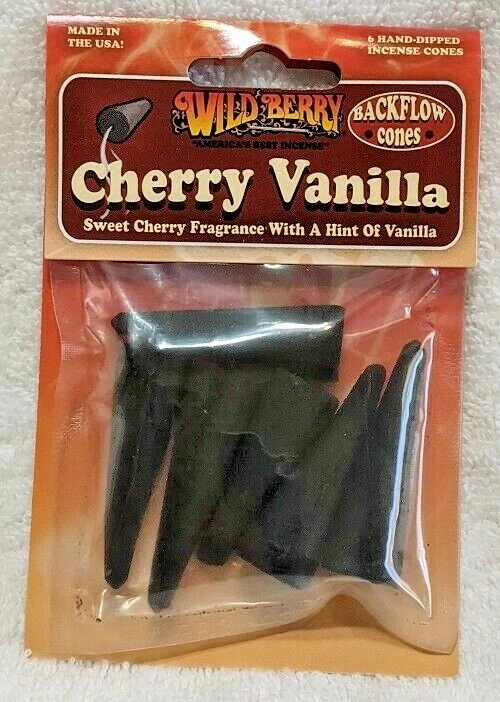 MADE IN
THE USA!
6 HAND-DIPPED
INCENSE CONES
WILD BERRY
"AMERICA'S BEST INCENSE"
BACKFLOW
• CONES •
Cherry Vanilla
Sweet Cherry Fragrance With A Hint Of Vanilla